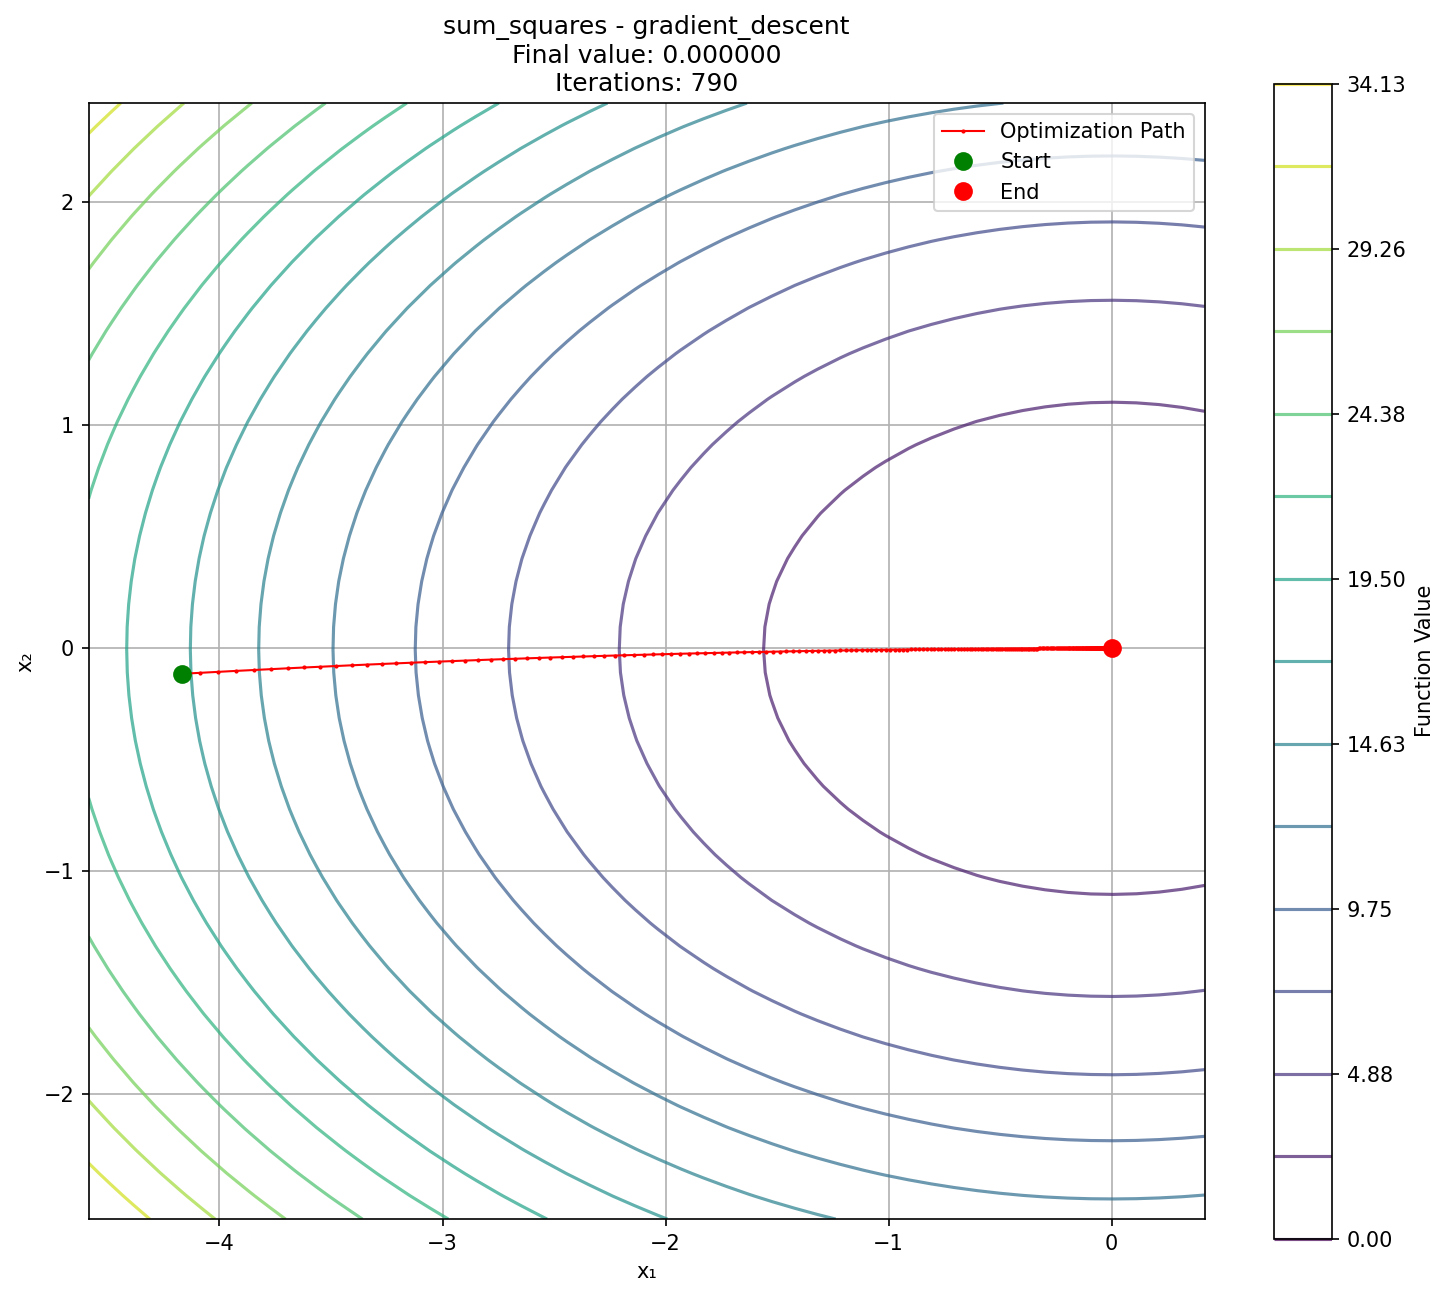 sum_squares - gradient_descent
Final value: 0.000000
Iterations: 790
Optimization Path
Start
End
2
1
0
−1
−2
x₂
−4
−3
−2
−1
0
x₁
34.13
29.26
24.38
19.50
14.63
9.75
4.88
0.00
Function Value